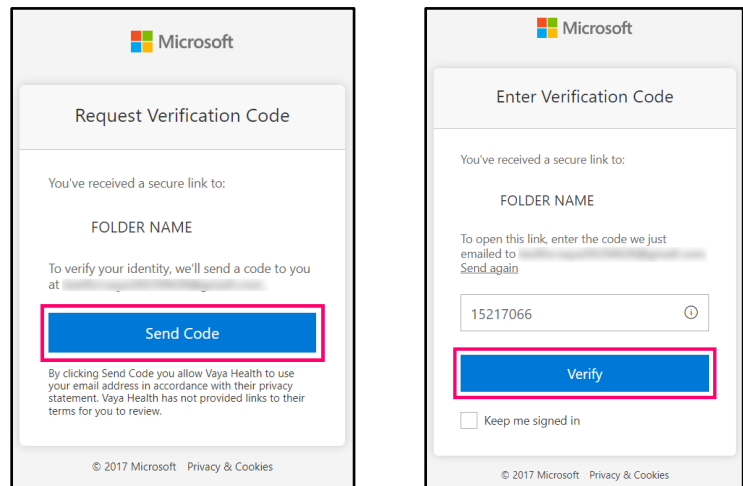 Microsoft
Request Verification Code
You've received a secure link to:
FOLDER NAME
To verify your identity, we'll send a code to you
at
Send Code
By clicking Send Code you allow Vaya Health to use
your email address in accordance with their privacy
statement. Vaya Health has not provided links to their
terms for you to review.
© 2017 Microsoft Privacy & Cookies
Microsoft
Enter Verification Code
You've received a secure link to:
FOLDER NAME
To open this link, enter the code we just
emailed to
Send again
15217066
Verify
Keep me signed in
© 2017 Microsoft Privacy & Cookies